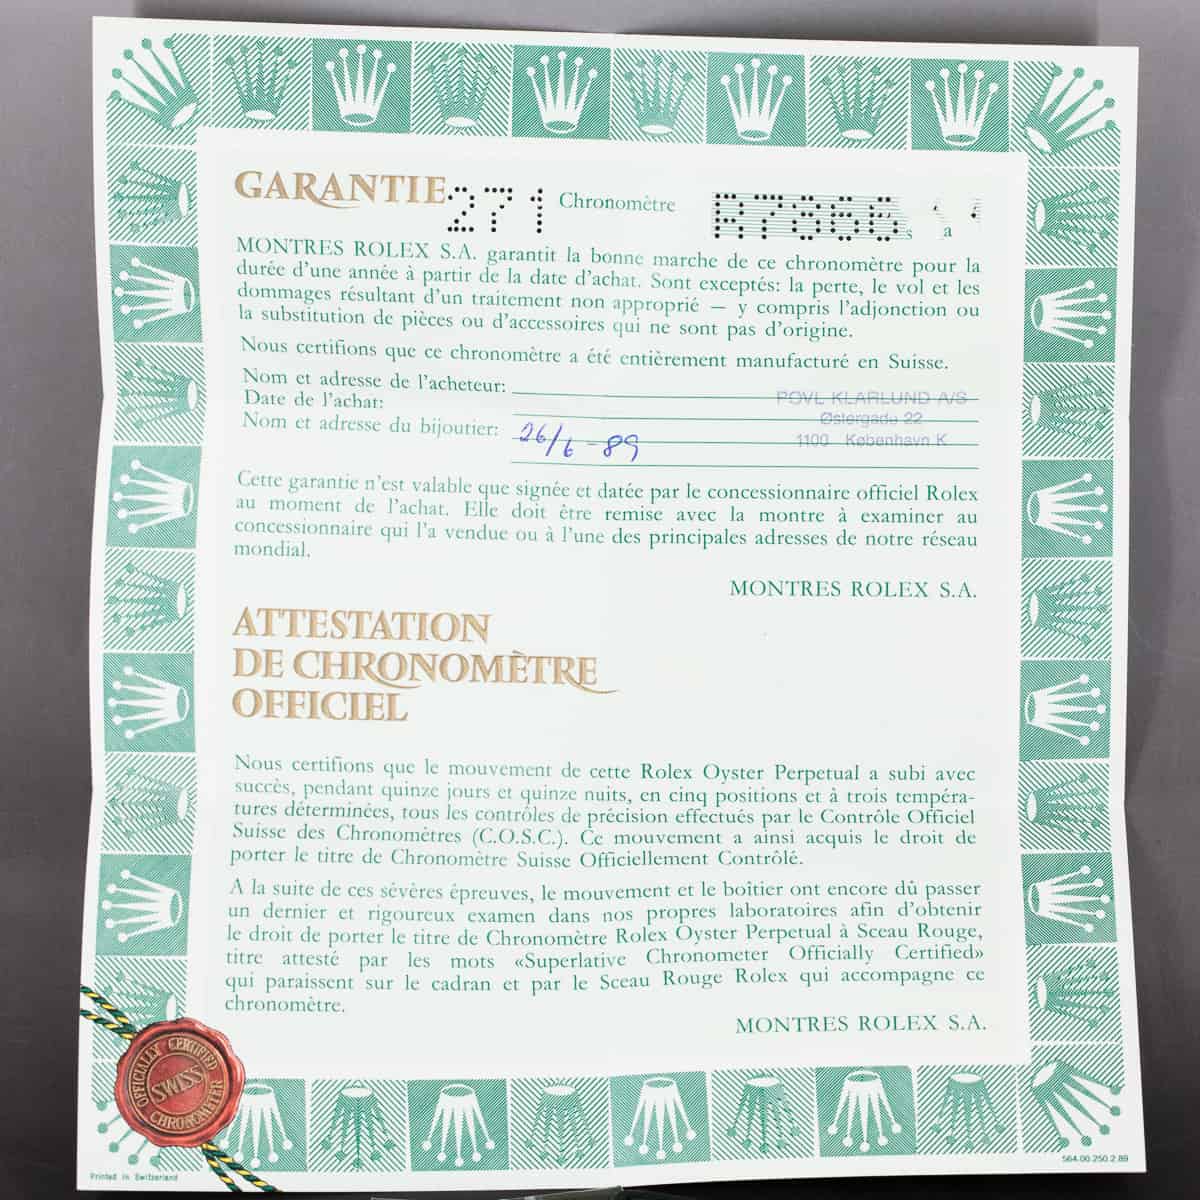 GARANTIE 271 Chronomètre
MONTRES ROLEX S.A. garantit la bonne marche de ce chronomètre pour la
durée d'une année à partir de la date d'achat. Sont exceptés: la perte, le vol et les
dommages résultant d'un traitement non approprié — y compris l'adjonction ou
la substitution de pièces ou d'accessoires qui ne sont pas d'origine.
Nous certifions que ce chronomètre a été entièrement manufacturé en Suisse.
Nom et adresse de l'acheteur:
POVL KLARLUND A/S
Date de l'achat:
Østergade 22
Nom et adresse du bijoutier:
26/6-89
1100 København K
Cette garantie n'est valable que signée et datée par le concessionnaire officiel Rolex
au moment de l'achat. Elle doit être remise avec la montre à examiner au
concessionnaire qui l'a vendue ou à l'une des principales adresses de notre réseau
mondial.
MONTRES ROLEX S.A.
ATTESTATION
DE CHRONOMÈTRE
OFFICIEL
Nous certifions que le mouvement de cette Rolex Oyster Perpetual a subi avec
succès, pendant quinze jours et quinze nuits, en cinq positions et à trois tempéra-
tures déterminées, tous les contrôles de précision effectués par le Contrôle Officiel
Suisse des Chronomètres (C.O.S.C.). Ce mouvement a ainsi acquis le droit de
porter le titre de Chronomètre Suisse Officiellement Contrôlé.
A la suite de ces sévères épreuves, le mouvement et le boîtier ont encore dû passer
un dernier et rigoureux examen dans nos propres laboratoires afin d'obtenir
le droit de porter le titre de Chronomètre Rolex Oyster Perpetual à Sceau Rouge,
titre attesté par les mots «Superlative Chronometer Officially Certified»
qui paraissent sur le cadran et par le Sceau Rouge Rolex qui accompagne ce
chronomètre.
MONTRES ROLEX S.A.
OFFICIALLY CERTIFIED
SWISS
CHRONOMETER
Printed in Switzerland
564.00.250.2.89